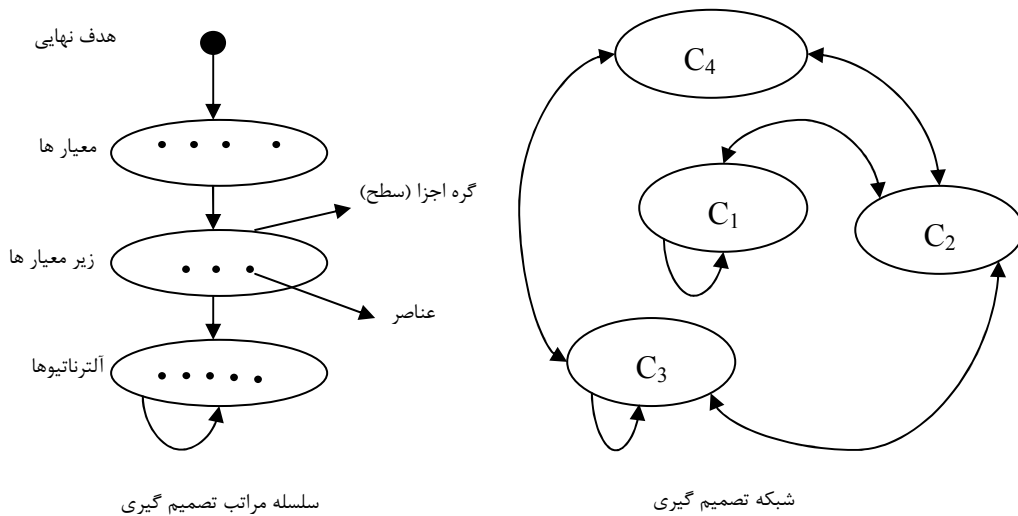 هدف نهایی
معیار ها
گره اجزا (سطح)
زیر معیار ها
عناصر
آلترناتیوها
سلسله مراتب تصمیم گیری
C4
C1
C2
C3
شبکه تصمیم گیری